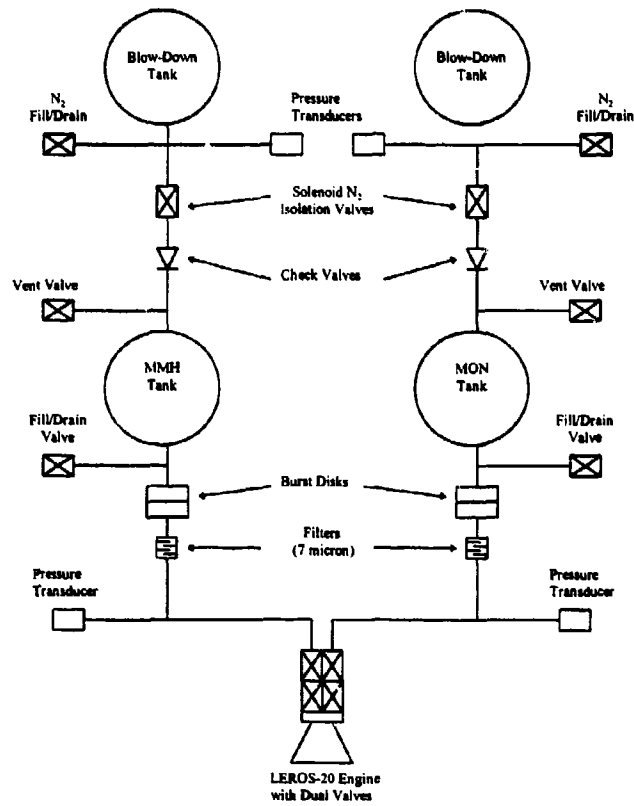 Blow-Down
Tank
Blow-Down
Tank
N₂
Fill/Drain
Pressure
Transducers
N₂
Fill/Drain
Solenoid N₂
Isolation Valves
Check Valves
Vent Valve
Vent Valve
MMH
Tank
MON
Tank
Fill/Drain
Valve
Fill/Drain
Valve
Burst Disks
Filters
(7 micron)
Pressure
Transducer
Pressure
Transducer
LEROS-20 Engine
with Dual Valves